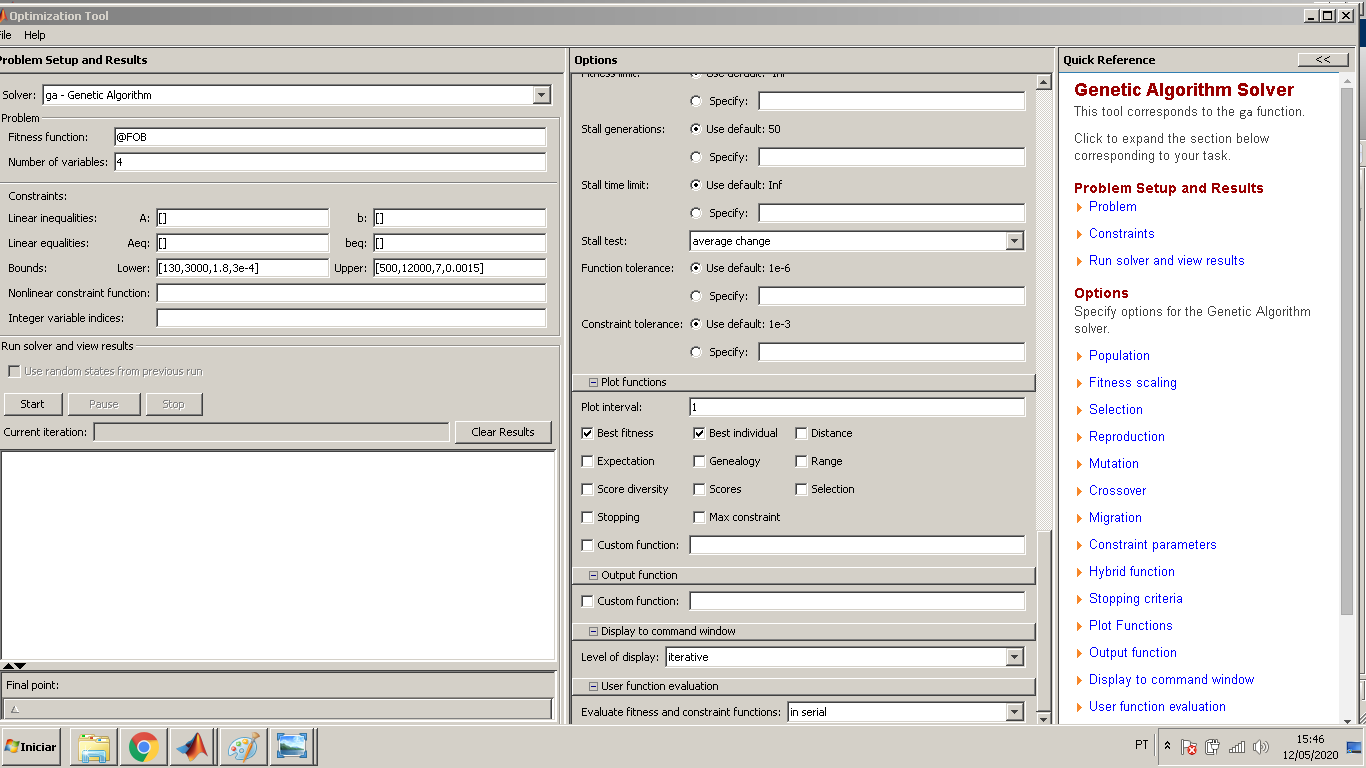 Optimization Tool
File Help
Problem Setup and Results
Solver: ga - Genetic Algorithm
Problem
Fitness function: @FOB
Number of variables: 4
Constraints:
Linear inequalities: A: [] b: []
Linear equalities: Aeq: [] beq: []
Bounds: Lower: [130,3000,1.8,3e-4] Upper: [500,12000,7,0.0015]
Nonlinear constraint function:
Integer variable indices:
Run solver and view results
Use random states from previous run
Start Pause Stop
Current iteration: Clear Results
Final point:
Options
Fitness limit: Use default: -Inf
Specify:
Stall generations: Use default: 50
Specify:
Stall time limit: Use default: Inf
Specify:
Stall test: average change
Function tolerance: Use default: 1e-6
Specify:
Constraint tolerance: Use default: 1e-3
Specify:
Plot functions
Plot interval: 1
Best fitness Best individual Distance
Expectation Genealogy Range
Score diversity Scores Selection
Stopping Max constraint
Custom function:
Output function
Custom function:
Display to command window
Level of display: iterative
User function evaluation
Evaluate fitness and constraint functions: in serial
Quick Reference <<
Genetic Algorithm Solver
This tool corresponds to the ga function.
Click to expand the section below
corresponding to your task.
Problem Setup and Results
Problem
Constraints
Run solver and view results
Options
Specify options for the Genetic Algorithm
solver.
Population
Fitness scaling
Selection
Reproduction
Mutation
Crossover
Migration
Constraint parameters
Hybrid function
Stopping criteria
Plot Functions
Output function
Display to command window
User function evaluation
Iniciar
PT
15:46
12/05/2020